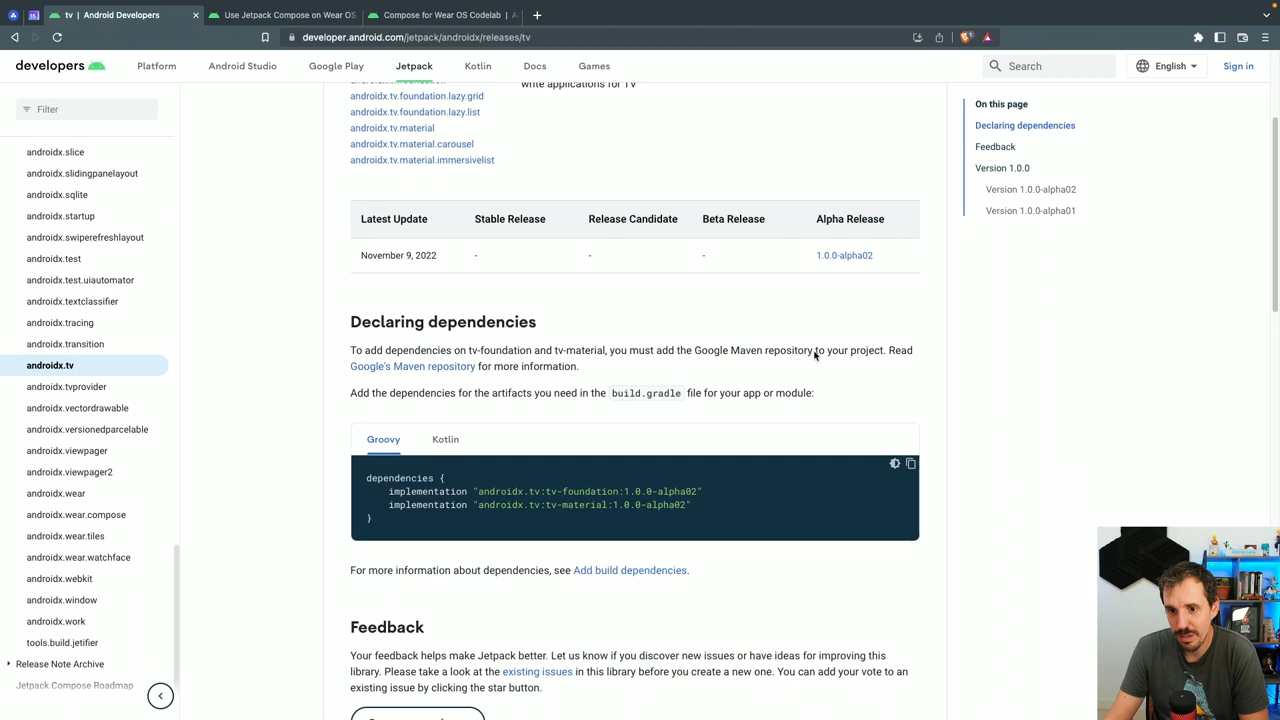 tv | Android Developers
Use Jetpack Compose on Wear OS
Compose for Wear OS Codelab | A
developer.android.com/jetpack/androidx/releases/tv
developers
Platform
Android Studio
Google Play
Jetpack
Kotlin
Docs
Games
Search
English
Sign in
Filter
androidx.slice
androidx.slidingpanelayout
androidx.sqlite
androidx.startup
androidx.swiperefreshlayout
androidx.test
androidx.test.uiautomator
androidx.textclassifier
androidx.tracing
androidx.transition
androidx.tv
androidx.tvprovider
androidx.vectordrawable
androidx.versionedparcelable
androidx.viewpager
androidx.viewpager2
androidx.wear
androidx.wear.compose
androidx.wear.tiles
androidx.wear.watchface
androidx.webkit
androidx.window
androidx.work
tools.build.jetifier
Release Note Archive
Jetpack Compose Roadmap
write applications for TV
androidx.tv.foundation.lazy.grid
androidx.tv.foundation.lazy.list
androidx.tv.material
androidx.tv.material.carousel
androidx.tv.material.immersivelist
Latest Update Stable Release Release Candidate Beta Release Alpha Release
November 9, 2022 - - - 1.0.0-alpha02
Declaring dependencies
To add dependencies on tv-foundation and tv-material, you must add the Google Maven repository to your project. Read
Google's Maven repository for more information.
Add the dependencies for the artifacts you need in the build.gradle file for your app or module:
Groovy Kotlin
dependencies {
    implementation "androidx.tv:tv-foundation:1.0.0-alpha02"
    implementation "androidx.tv:tv-material:1.0.0-alpha02"
}
For more information about dependencies, see Add build dependencies.
Feedback
Your feedback helps make Jetpack better. Let us know if you discover new issues or have ideas for improving this
library. Please take a look at the existing issues in this library before you create a new one. You can add your vote to an
existing issue by clicking the star button.
On this page
Declaring dependencies
Feedback
Version 1.0.0
Version 1.0.0-alpha02
Version 1.0.0-alpha01